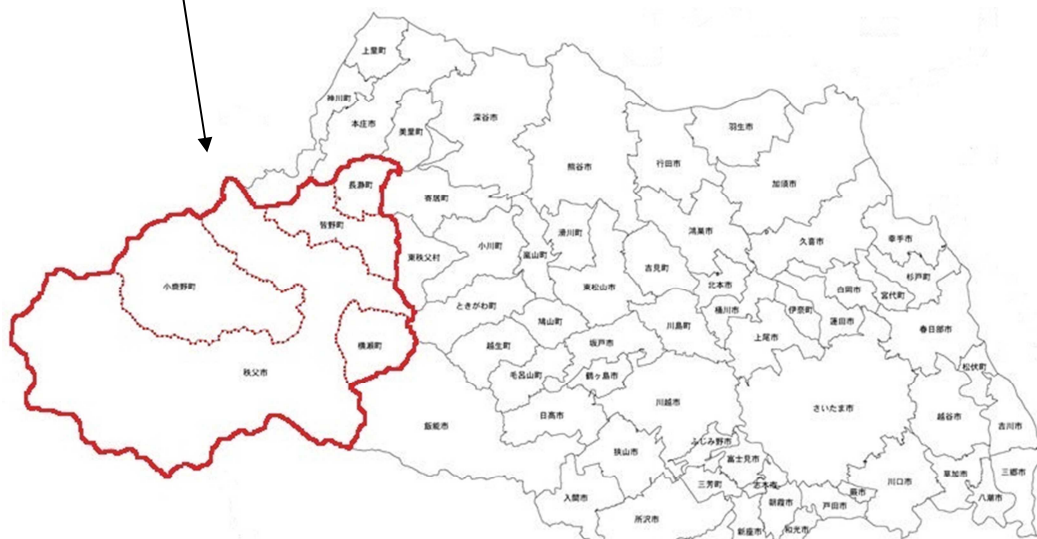 上里町
神川町
本庄市
美里町
深谷市
熊谷市
行田市
羽生市
加須市
長瀞町
皆野町
寄居町
小川町
東秩父村
嵐山町
滑川町
東松山市
吉見町
鴻巣市
北本市
桶川市
久喜市
幸手市
杉戸町
宮代町
白岡市
伊奈町
蓮田市
春日部市
小鹿野町
ときがわ町
鳩山町
川島町
上尾市
横瀬町
越生町
坂戸市
毛呂山町
鶴ヶ島市
秩父市
松伏町
川越市
さいたま市
越谷市
吉川市
日高市
飯能市
狭山市
ふじみ野市
富士見市
三芳町
志木市
入間市
所沢市
朝霞市
新座市
和光市
戸田市
蕨市
川口市
草加市
八潮市
三郷市